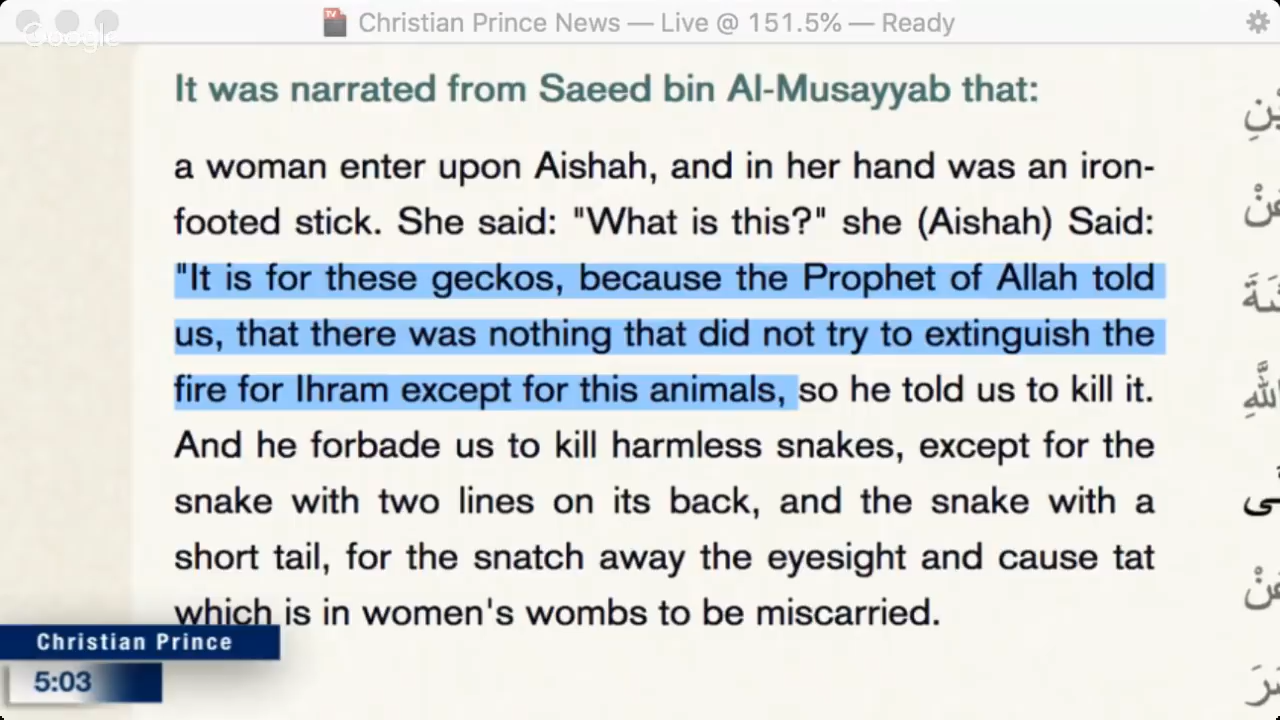 Christian Prince News — Live @ 151.5% — Ready
Google
It was narrated from Saeed bin Al-Musayyab that:
a woman enter upon Aishah, and in her hand was an iron-
footed stick. She said: "What is this?" she (Aishah) Said:
"It is for these geckos, because the Prophet of Allah told
us, that there was nothing that did not try to extinguish the
fire for Ihram except for this animals, so he told us to kill it.
And he forbade us to kill harmless snakes, except for the
snake with two lines on its back, and the snake with a
short tail, for the snatch away the eyesight and cause tat
which is in women's wombs to be miscarried.
Christian Prince
5:03